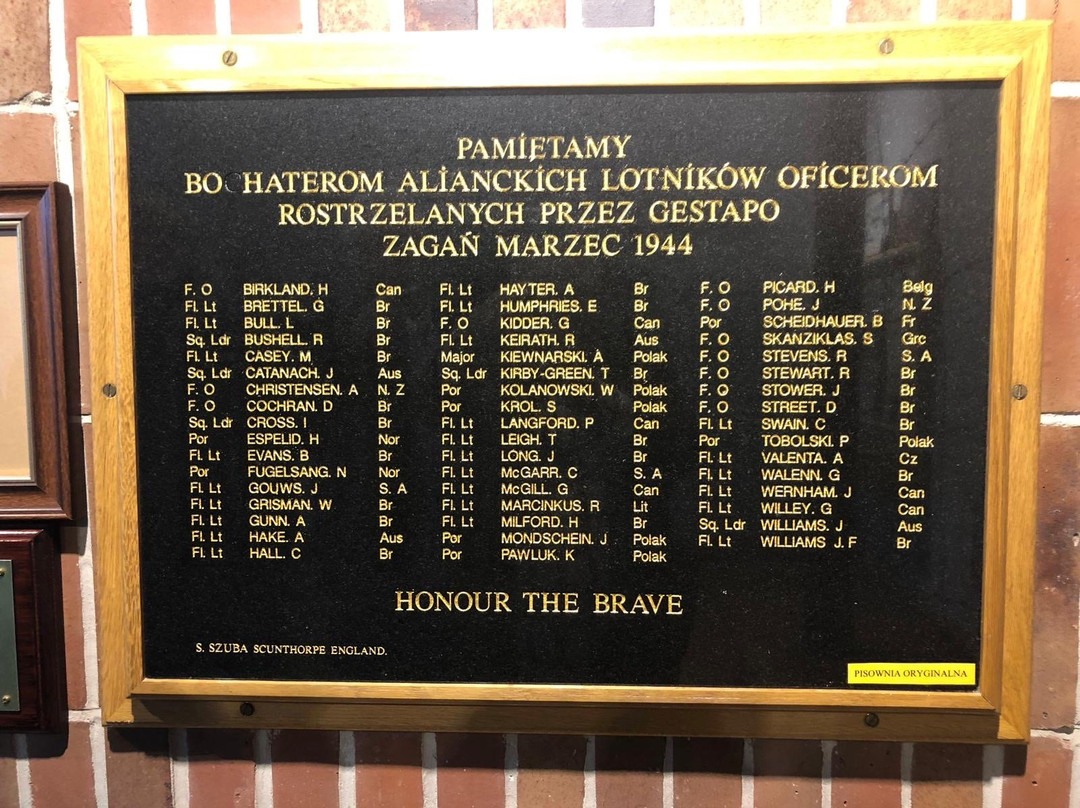 PAMIĘTAMY
BO HATEROM ALIANCKICH LOTNIKÓW OFICEROM
ROSTRZELANYCH PRZEZ GESTAPO
ZAGAŃ MARZEC 1944
F. O BIRKLAND. H Can Fl. Lt HAYTER. A Br F. O PICARD. H Belg
Fl. Lt BRETTEL. G Br Fl. Lt HUMPHRIES. E Br F. O POHE. J N. Z
Fl. Lt BULL. L Br F. O KIDDER. G Can Por SCHEIDHAUER. B Fr
Sq. Ldr BUSHELL. R Br Fl. Lt KEIRATH. R Aus F. O SKANZIKLAS. S Grc
Fl. Lt CASEY. M Br Major KIEWNARSKI. A Polak F. O STEVENS. R S. A
Sq. Ldr CATANACH. J Aus Sq. Ldr KIRBY-GREEN. T Br F. O STEWART. R Br
F. O CHRISTENSEN. A N. Z Por KOLANOWSKI. W Polak F. O STOWER. J Br
F. O COCHRAN. D Br Por KROL. S Polak F. O STREET. D Br
Sq. Ldr CROSS. I Br Fl. Lt LANGFORD. P Can Fl. Lt SWAIN. C Br
Por ESPELID. H Nor Fl. Lt LEIGH. T Br Por TOBOLSKI. P Polak
Fl. Lt EVANS. B Br Fl. Lt LONG. J Br Fl. Lt VALENTA. A Cz
Por FUGELSANG. N Nor Fl. Lt McGARR. C S. A Fl. Lt WALENN. G Br
Fl. Lt GOUWS. J S. A Fl. Lt McGILL. G Can Fl. Lt WERNHAM. J Can
Fl. Lt GRISMAN. W Br Fl. Lt MARCINKUS. R Lit Fl. Lt WILLEY. G Can
Fl. Lt GUNN. A Br Fl. Lt MILFORD. H Br Sq. Ldr WILLIAMS. J Aus
Fl. Lt HAKE. A Aus Por MONDSCHEIN. J Polak Fl. Lt WILLIAMS J. F Br
Fl. Lt HALL. C Br Por PAWLUK. K Polak
HONOUR THE BRAVE
S. SZUBA SCUNTHORPE ENGLAND.
PISOWNIA ORYGINALNA